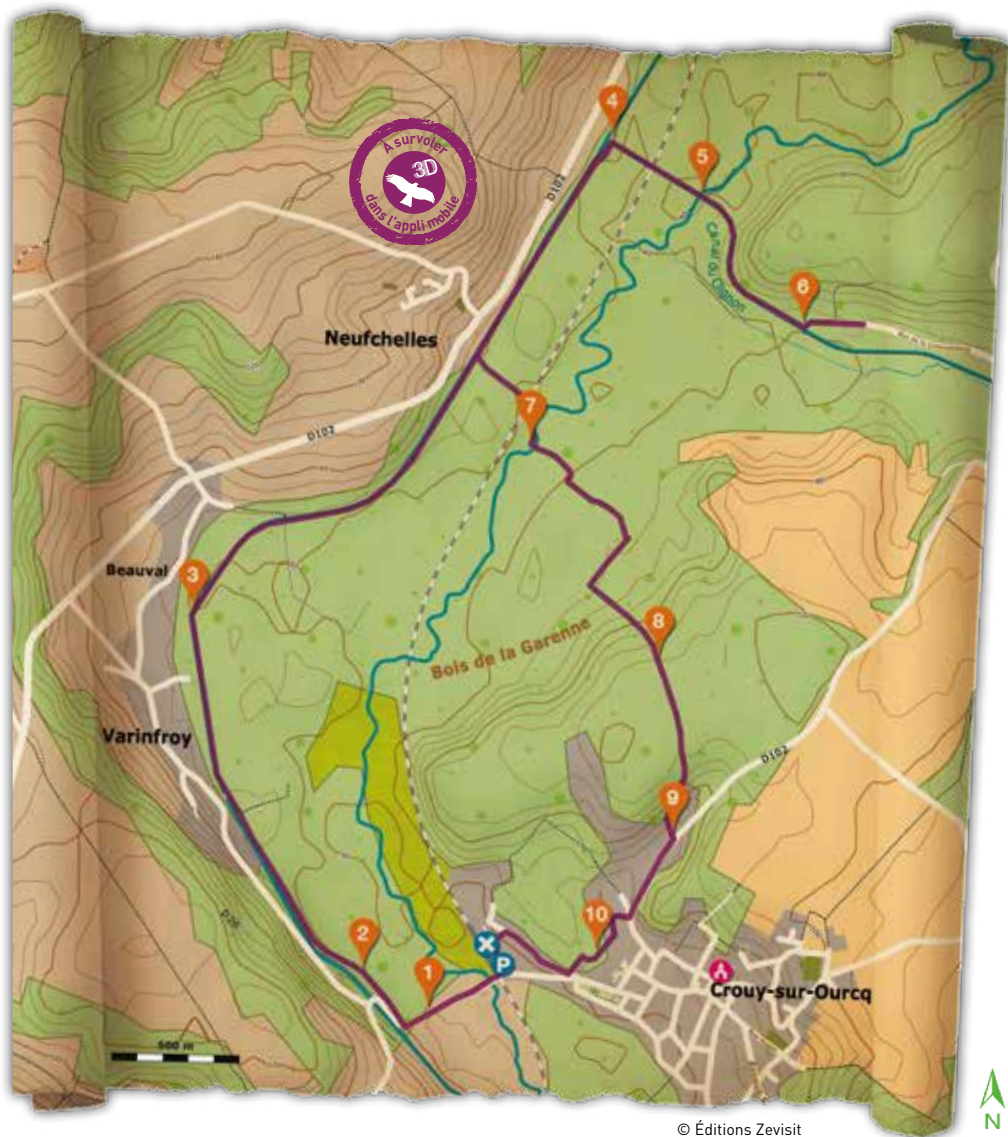 4
À survoler
3D
dans l'appli mobile
5
D102
Canal du Clignon
6
Neufchelles
7
D102
Beauval
3
8
Bois de la Garenne
Varinfroy
D102
9
10
2
P
1
Crouy-sur-Ourcq
500 m
N
© Éditions Zevisit